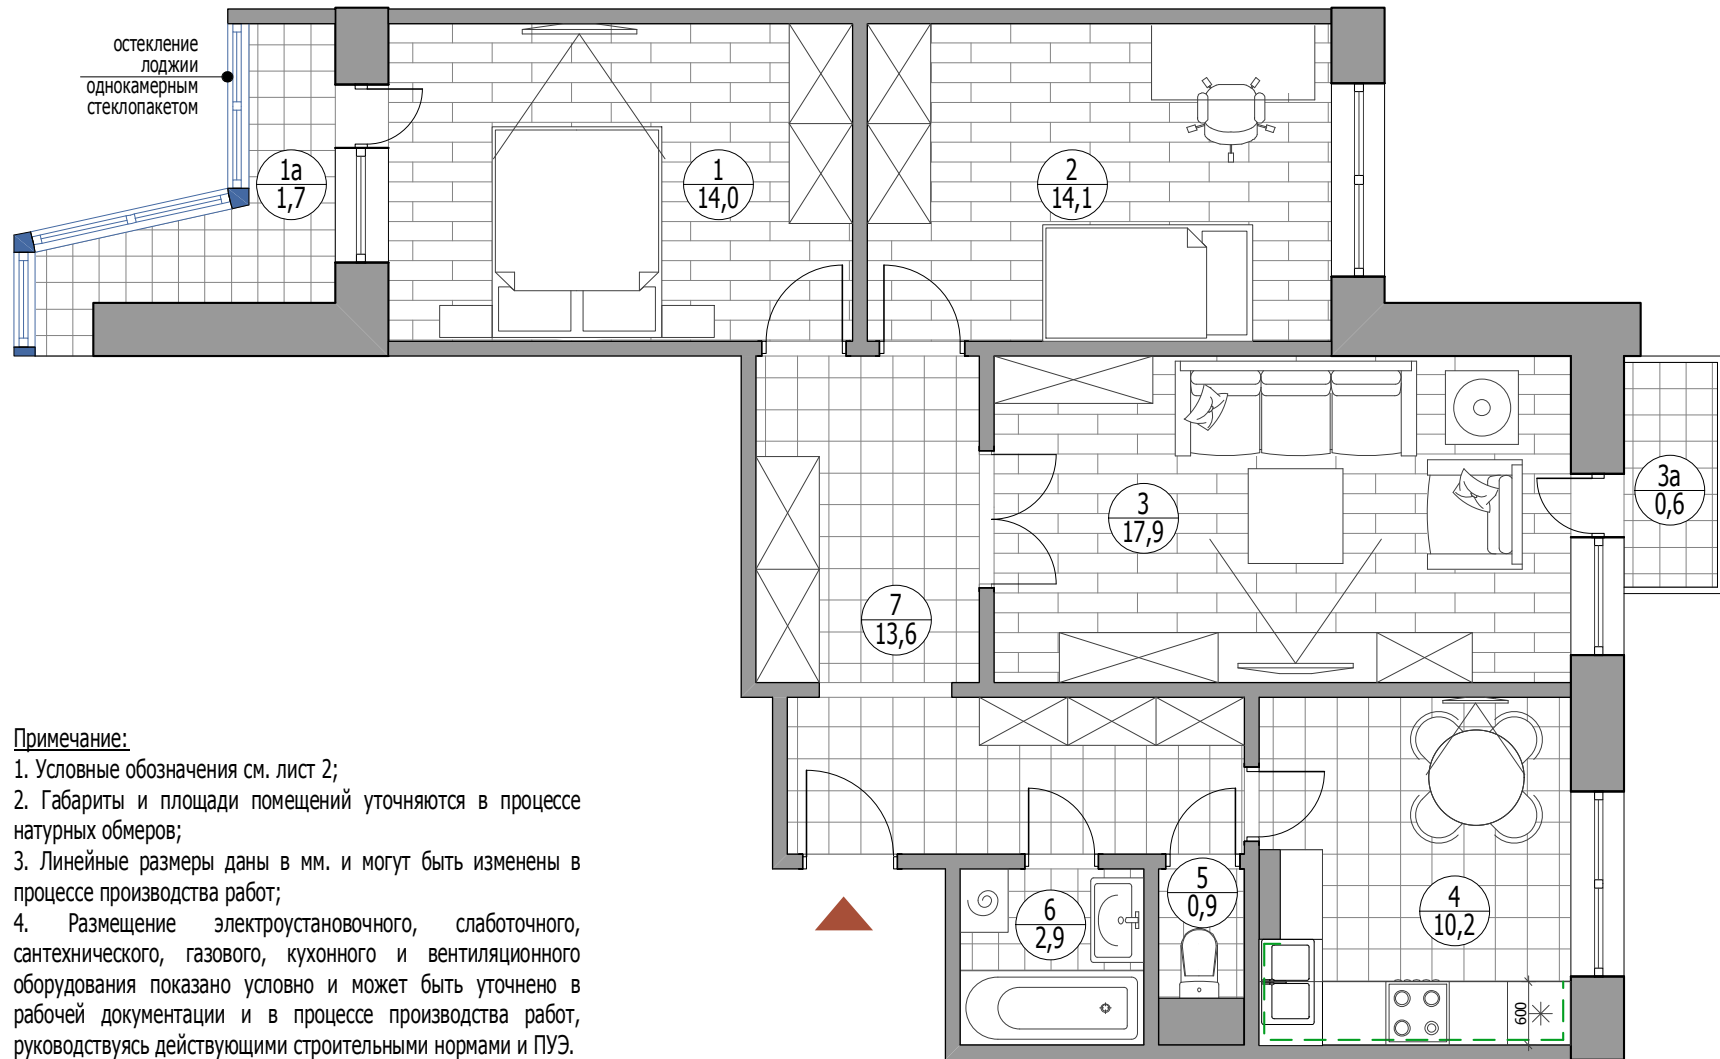 остекление
лоджии
однокамерным
стеклопакетом
1а
1,7
1
14,0
2
14,1
3
17,9
3а
0,6
7
13,6
4
10,2
5
0,9
6
2,9
600
Примечание:
1. Условные обозначения см. лист 2;
2. Габариты и площади помещений уточняются в процессе
натурных обмеров;
3. Линейные размеры даны в мм. и могут быть изменены в
процессе производства работ;
4. Размещение электроустановочного, слаботочного,
сантехнического, газового, кухонного и вентиляционного
оборудования показано условно и может быть уточнено в
рабочей документации и в процессе производства работ,
руководствуясь действующими строительными нормами и ПУЭ.